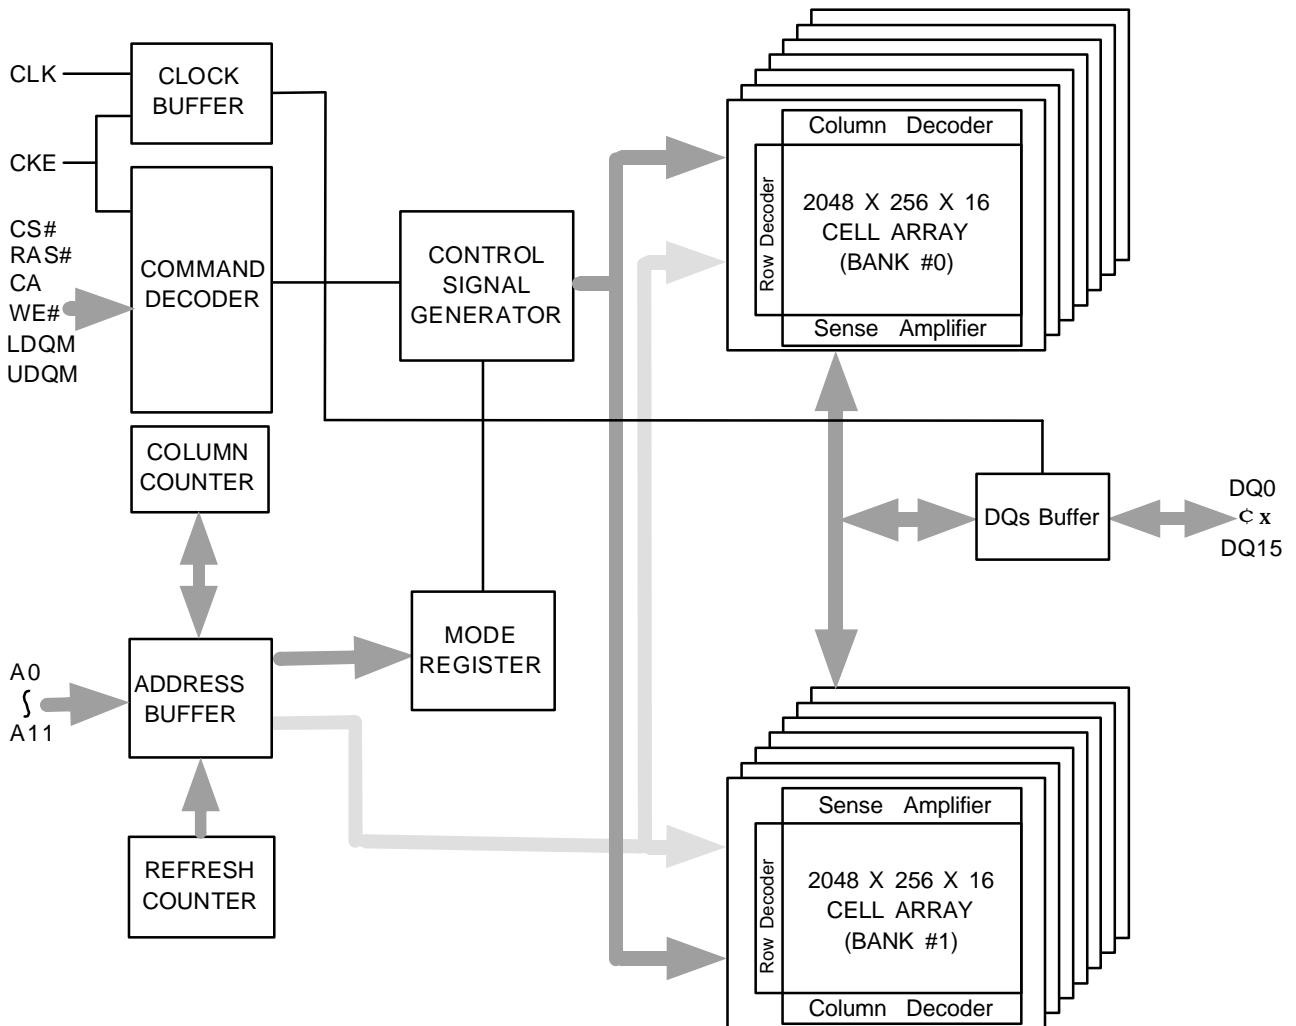 CLK
CLOCK
BUFFER
CKE
CS#
RAS#
CA
WE#
LDQM
UDQM
COMMAND
DECODER
CONTROL
SIGNAL
GENERATOR
COLUMN
COUNTER
MODE
REGISTER
A0
A11
ADDRESS
BUFFER
REFRESH
COUNTER
Column Decoder
Row Decoder
2048 X 256 X 16
CELL ARRAY
(BANK #0)
Sense Amplifier
DQs Buffer
DQ0
¢ x
DQ15
Sense Amplifier
Row Decoder
2048 X 256 X 16
CELL ARRAY
(BANK #1)
Column Decoder